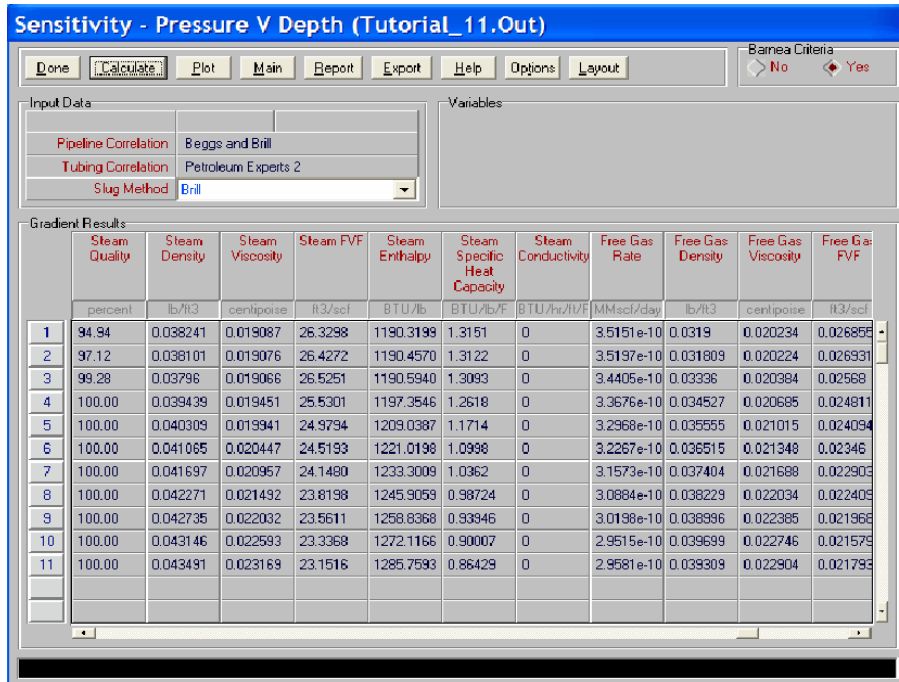 Sensitivity - Pressure V Depth (Tutorial_11.Out)
Done Calculate Plot Main Report Export Help Options Layout
Barnea Criteria
No Yes
Input Data
Variables
Pipeline Correlation Beggs and Brill
Tubing Correlation Petroleum Experts 2
Slug Method Brill
Gradient Results
Steam Quality Steam Density Steam Viscosity Steam FVF Steam Enthalpy Steam Specific Heat Capacity Steam Conductivity Free Gas Rate Free Gas Density Free Gas Viscosity Free Gas FVF
percent lb/ft3 centipoise ft3/scf BTU/lb BTU/lb/F BTU/hr/ft/F MMscf/day lb/ft3 centipoise ft3/scf
1 94.94 0.038241 0.019087 26.3298 1190.3199 1.3151 0 3.5151e-10 0.0319 0.020234 0.026855
2 97.12 0.038101 0.019076 26.4272 1190.4570 1.3122 0 3.5197e-10 0.031809 0.020224 0.026931
3 99.28 0.03796 0.019066 26.5251 1190.5940 1.3093 0 3.4405e-10 0.03336 0.020384 0.02568
4 100.00 0.039439 0.019451 25.5301 1197.3546 1.2618 0 3.3676e-10 0.034527 0.020685 0.024811
5 100.00 0.040309 0.019941 24.9794 1209.0387 1.1714 0 3.2968e-10 0.035555 0.021015 0.024094
6 100.00 0.041065 0.020447 24.5193 1221.0198 1.0998 0 3.2267e-10 0.036515 0.021348 0.02346
7 100.00 0.041697 0.020957 24.1480 1233.3009 1.0362 0 3.1573e-10 0.037404 0.021688 0.022903
8 100.00 0.042271 0.021492 23.8198 1245.9059 0.98724 0 3.0884e-10 0.038229 0.022034 0.022409
9 100.00 0.042735 0.022032 23.5611 1258.8368 0.93946 0 3.0198e-10 0.038996 0.022385 0.021968
10 100.00 0.043146 0.022593 23.3368 1272.1166 0.90007 0 2.9515e-10 0.039699 0.022746 0.021579
11 100.00 0.043491 0.023169 23.1516 1285.7593 0.86429 0 2.9581e-10 0.039309 0.022904 0.021793